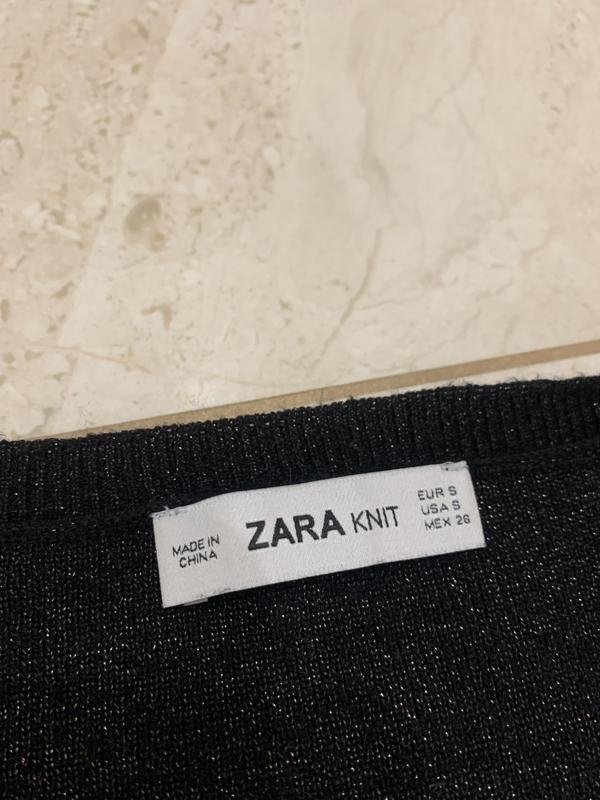 MADE IN
CHINA
ZARA KNIT
EUR S
USA S
MEX 26